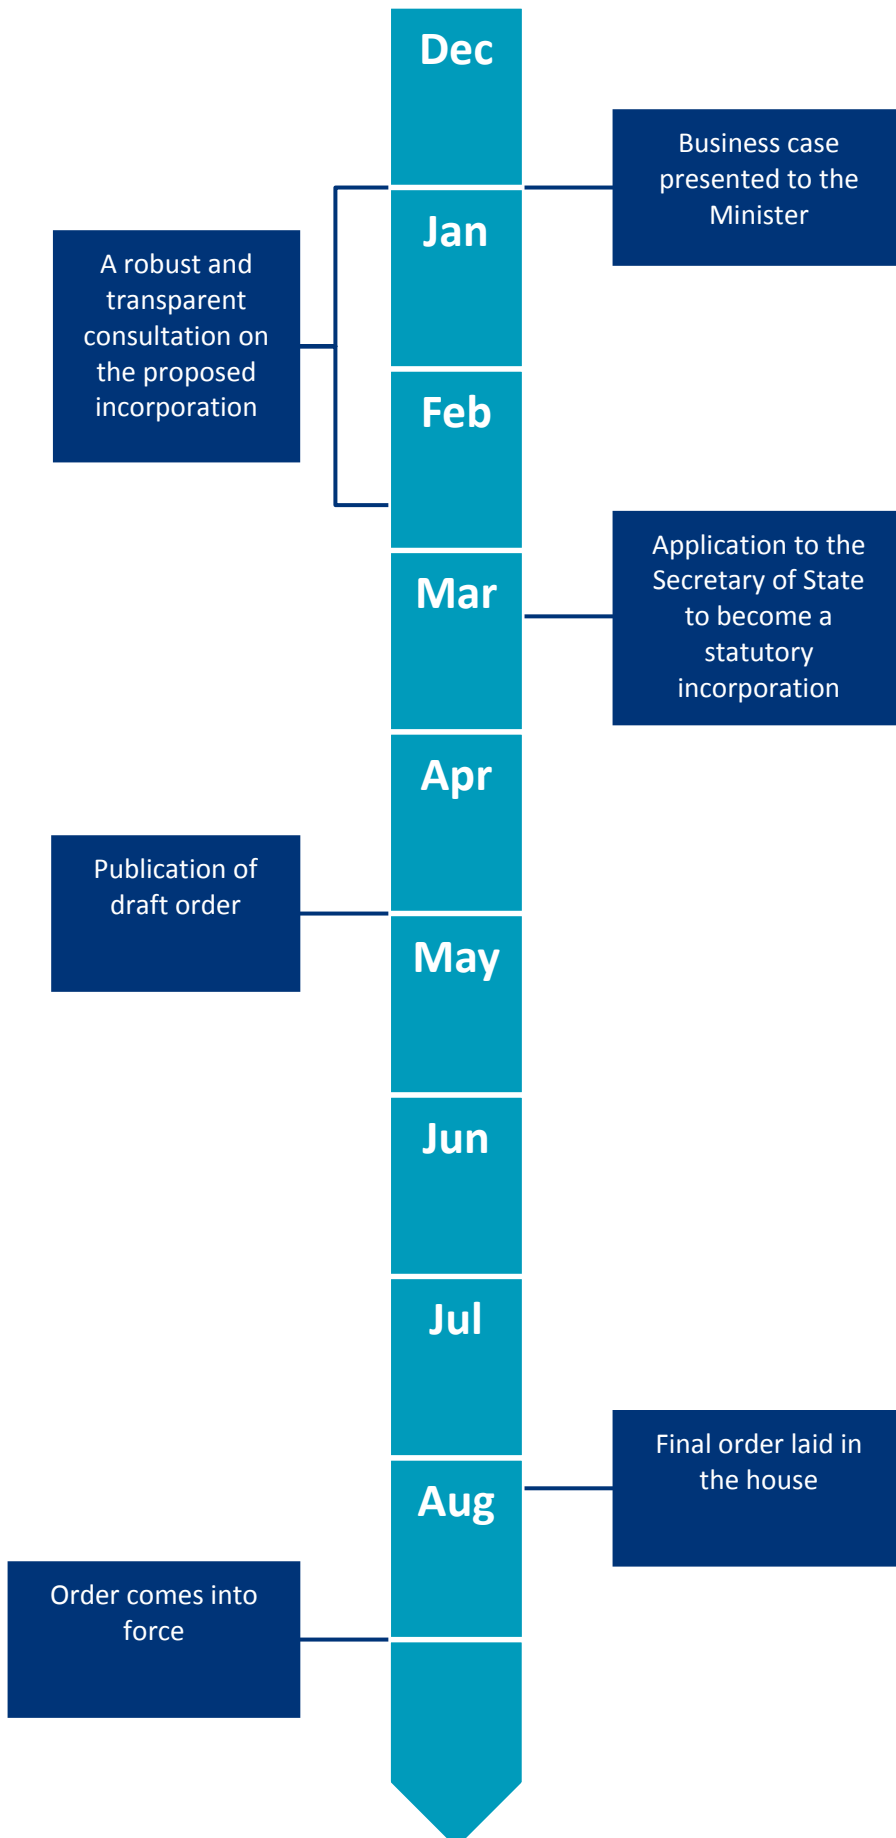 Dec
Business case
presented to the
Minister
Jan
A robust and
transparent
consultation on
the proposed
incorporation
Feb
Application to the
Secretary of State
to become a
statutory
incorporation
Mar
Apr
Publication of
draft order
May
Jun
Jul
Final order laid in
the house
Aug
Order comes into
force